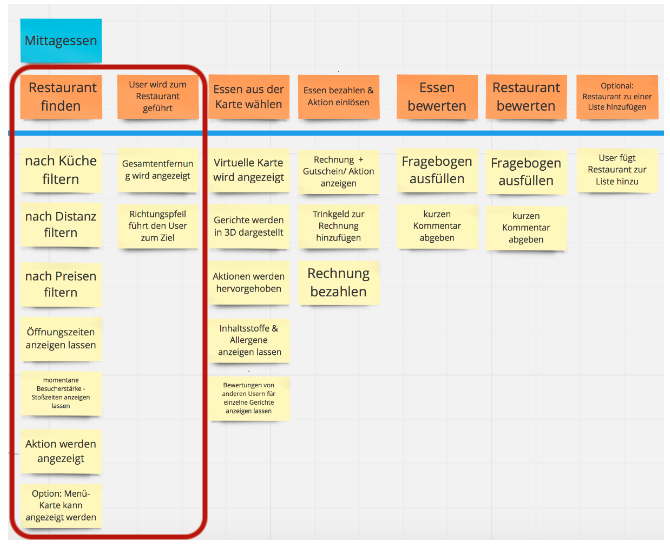 Mittagessen
Restaurant
finden
User wird zum
Restaurant
geführt
Essen aus der
Karte wählen
Essen bezahlen &
Aktion einlösen
Essen
bewerten
Restaurant
bewerten
Optional:
Restaurant zu einer
Liste hinzufügen
nach Küche
filtern
Gesamtentfernun
g wird angezeigt
Virtuelle Karte
wird angezeigt
Rechnung +
Gutschein/ Aktion
anzeigen
Fragebogen
ausfüllen
Fragebogen
ausfüllen
User fügt
Restaurant zur
Liste hinzu
nach Distanz
filtern
Richtungspfeil
führt den User
zum Ziel
Gerichte werden
in 3D dargestellt
Trinkgeld zur
Rechnung
hinzufügen
kurzen
Kommentar
abgeben
kurzen
Kommentar
abgeben
nach Preisen
filtern
Aktionen werden
hervorgehoben
Rechnung
bezahlen
Öffnungszeiten
anzeigen lassen
Inhaltsstoffe &
Allergene
anzeigen lassen
momentane
Besucherstärke -
Stoßzeiten anzeigen
lassen
Bewertungen von
anderen Usern für
einzelne Gerichte
anzeigen lassen
Aktion werden
angezeigt
Option: Menü-
Karte kann
angezeigt werden